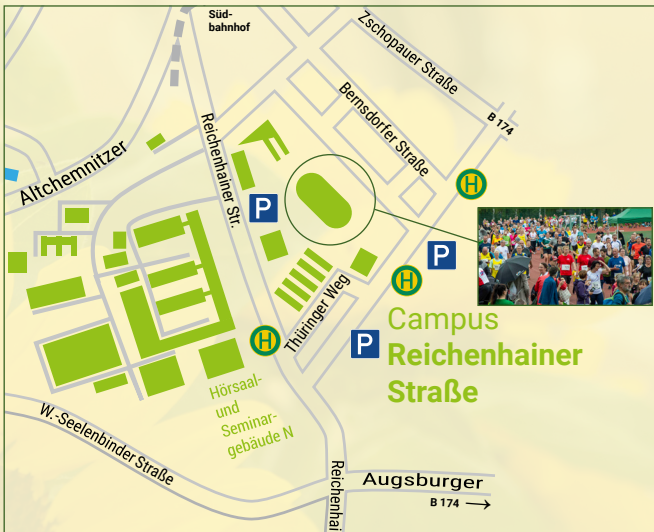 Süd-
bahnhof
Zschopauer Straße
B 174
Bernsdorfer Straße
Reichenhainer Str.
Altchemnitzer
P
H
P
H
Thüringer Weg
H
P
Campus
Reichenhainer
Straße
Hörsaal-
und
Seminar-
gebäude N
W.-Seelenbinder Straße
Reichenhai
Augsburger
B 174